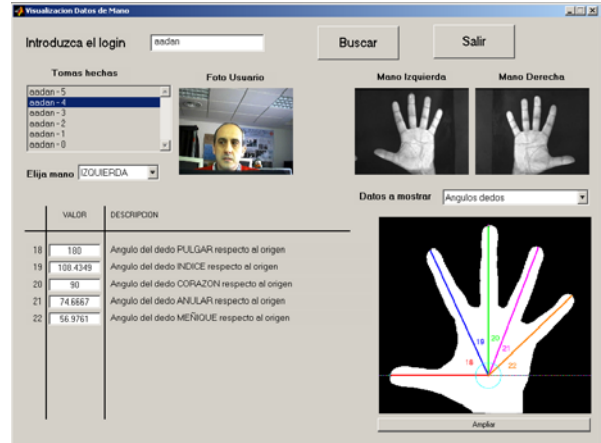 Visualizacion Datos de Mano
Introduzca el login
aadan
Buscar
Salir
Tomas hechas
aadan - 5
aadan - 4
aadan - 3
aadan - 2
aadan - 1
aadan - 0
Foto Usuario
Mano Izquierda
Mano Derecha
Elija mano
IZQUIERDA
Datos a mostrar
Angulos dedos
VALOR
DESCRIPCION
18 180 Angulo del dedo PULGAR respecto al origen
19 108.4349 Angulo del dedo INDICE respecto al origen
20 90 Angulo del dedo CORAZON respecto al origen
21 74.6667 Angulo del dedo ANULAR respecto al origen
22 56.9761 Angulo del dedo MEÑIQUE respecto al origen
19
20
21
18
22
Ampliar